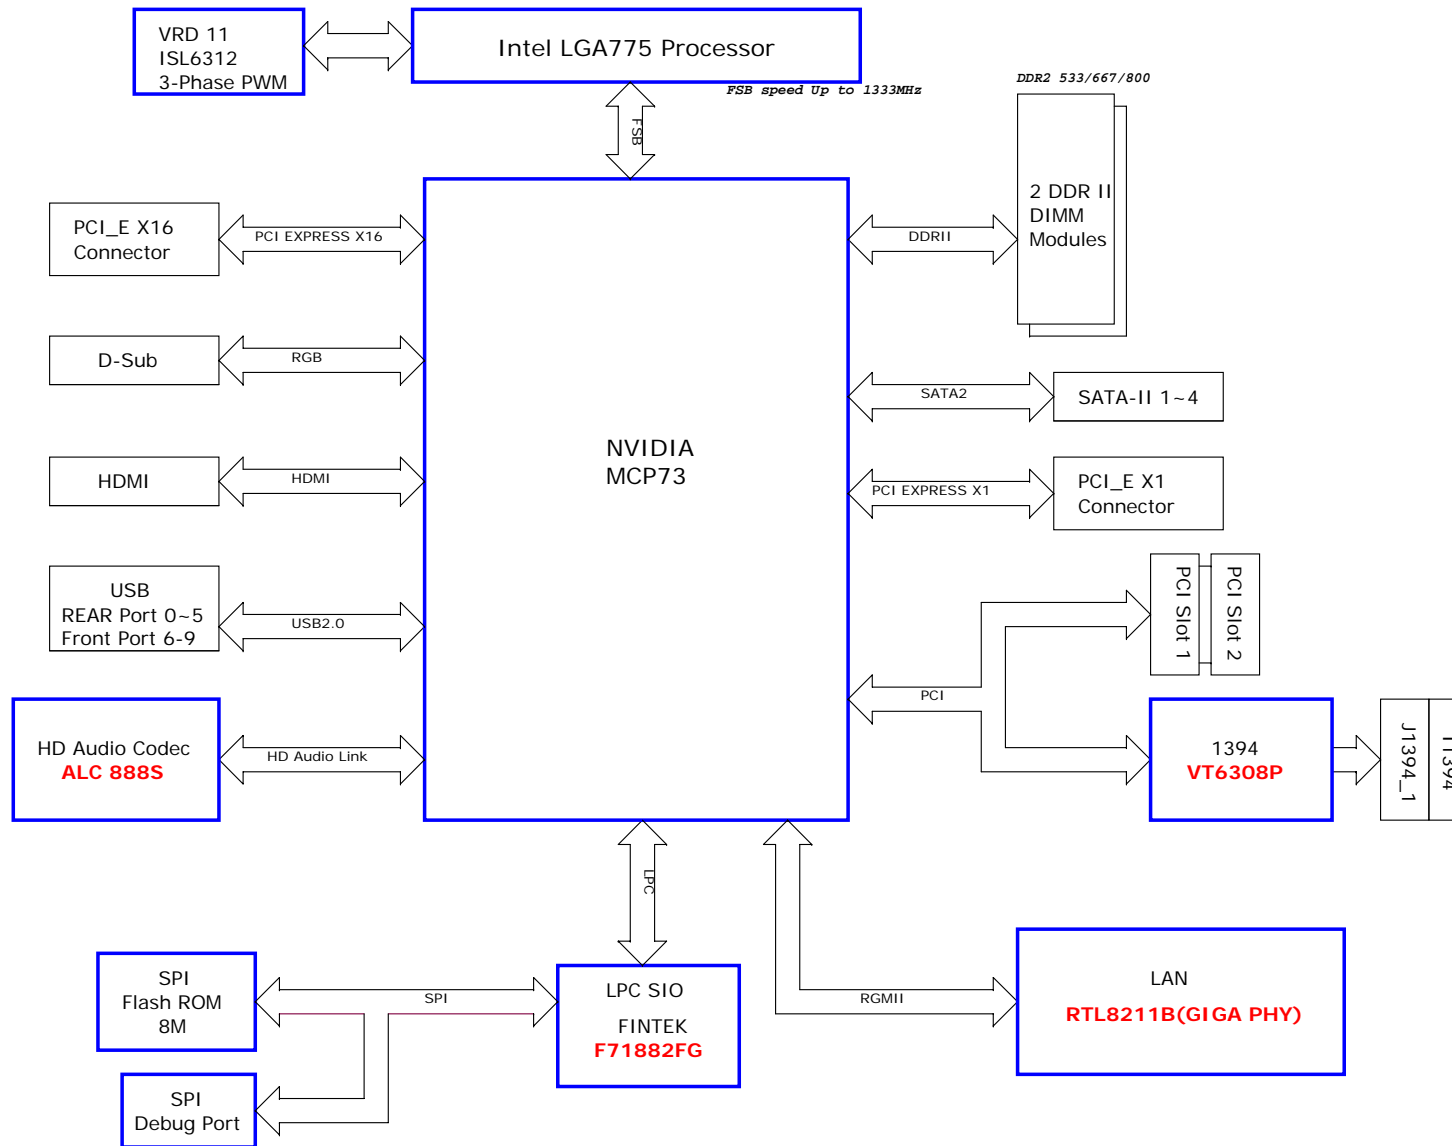 VRD 11
ISL6312
3-Phase PWM
Intel LGA775 Processor
FSB speed Up to 1333MHz
DDR2 533/667/800
FSB
PCI_E X16
Connector
PCI EXPRESS X16
DDRII
2 DDR II
DIMM
Modules
D-Sub
RGB
SATA2
SATA-II 1~4
NVIDIA
MCP73
HDMI
HDMI
PCI EXPRESS X1
PCI_E X1
Connector
USB
REAR Port 0~5
Front Port 6-9
USB2.0
PCI Slot 1
PCI Slot 2
PCI
HD Audio Codec
ALC 888S
HD Audio Link
1394
VT6308P
J1394_1
LPC
SPI
Flash ROM
8M
SPI
LPC SIO
FINTEK
F71882FG
RGMII
LAN
RTL8211B(GIGA PHY)
SPI
Debug Port